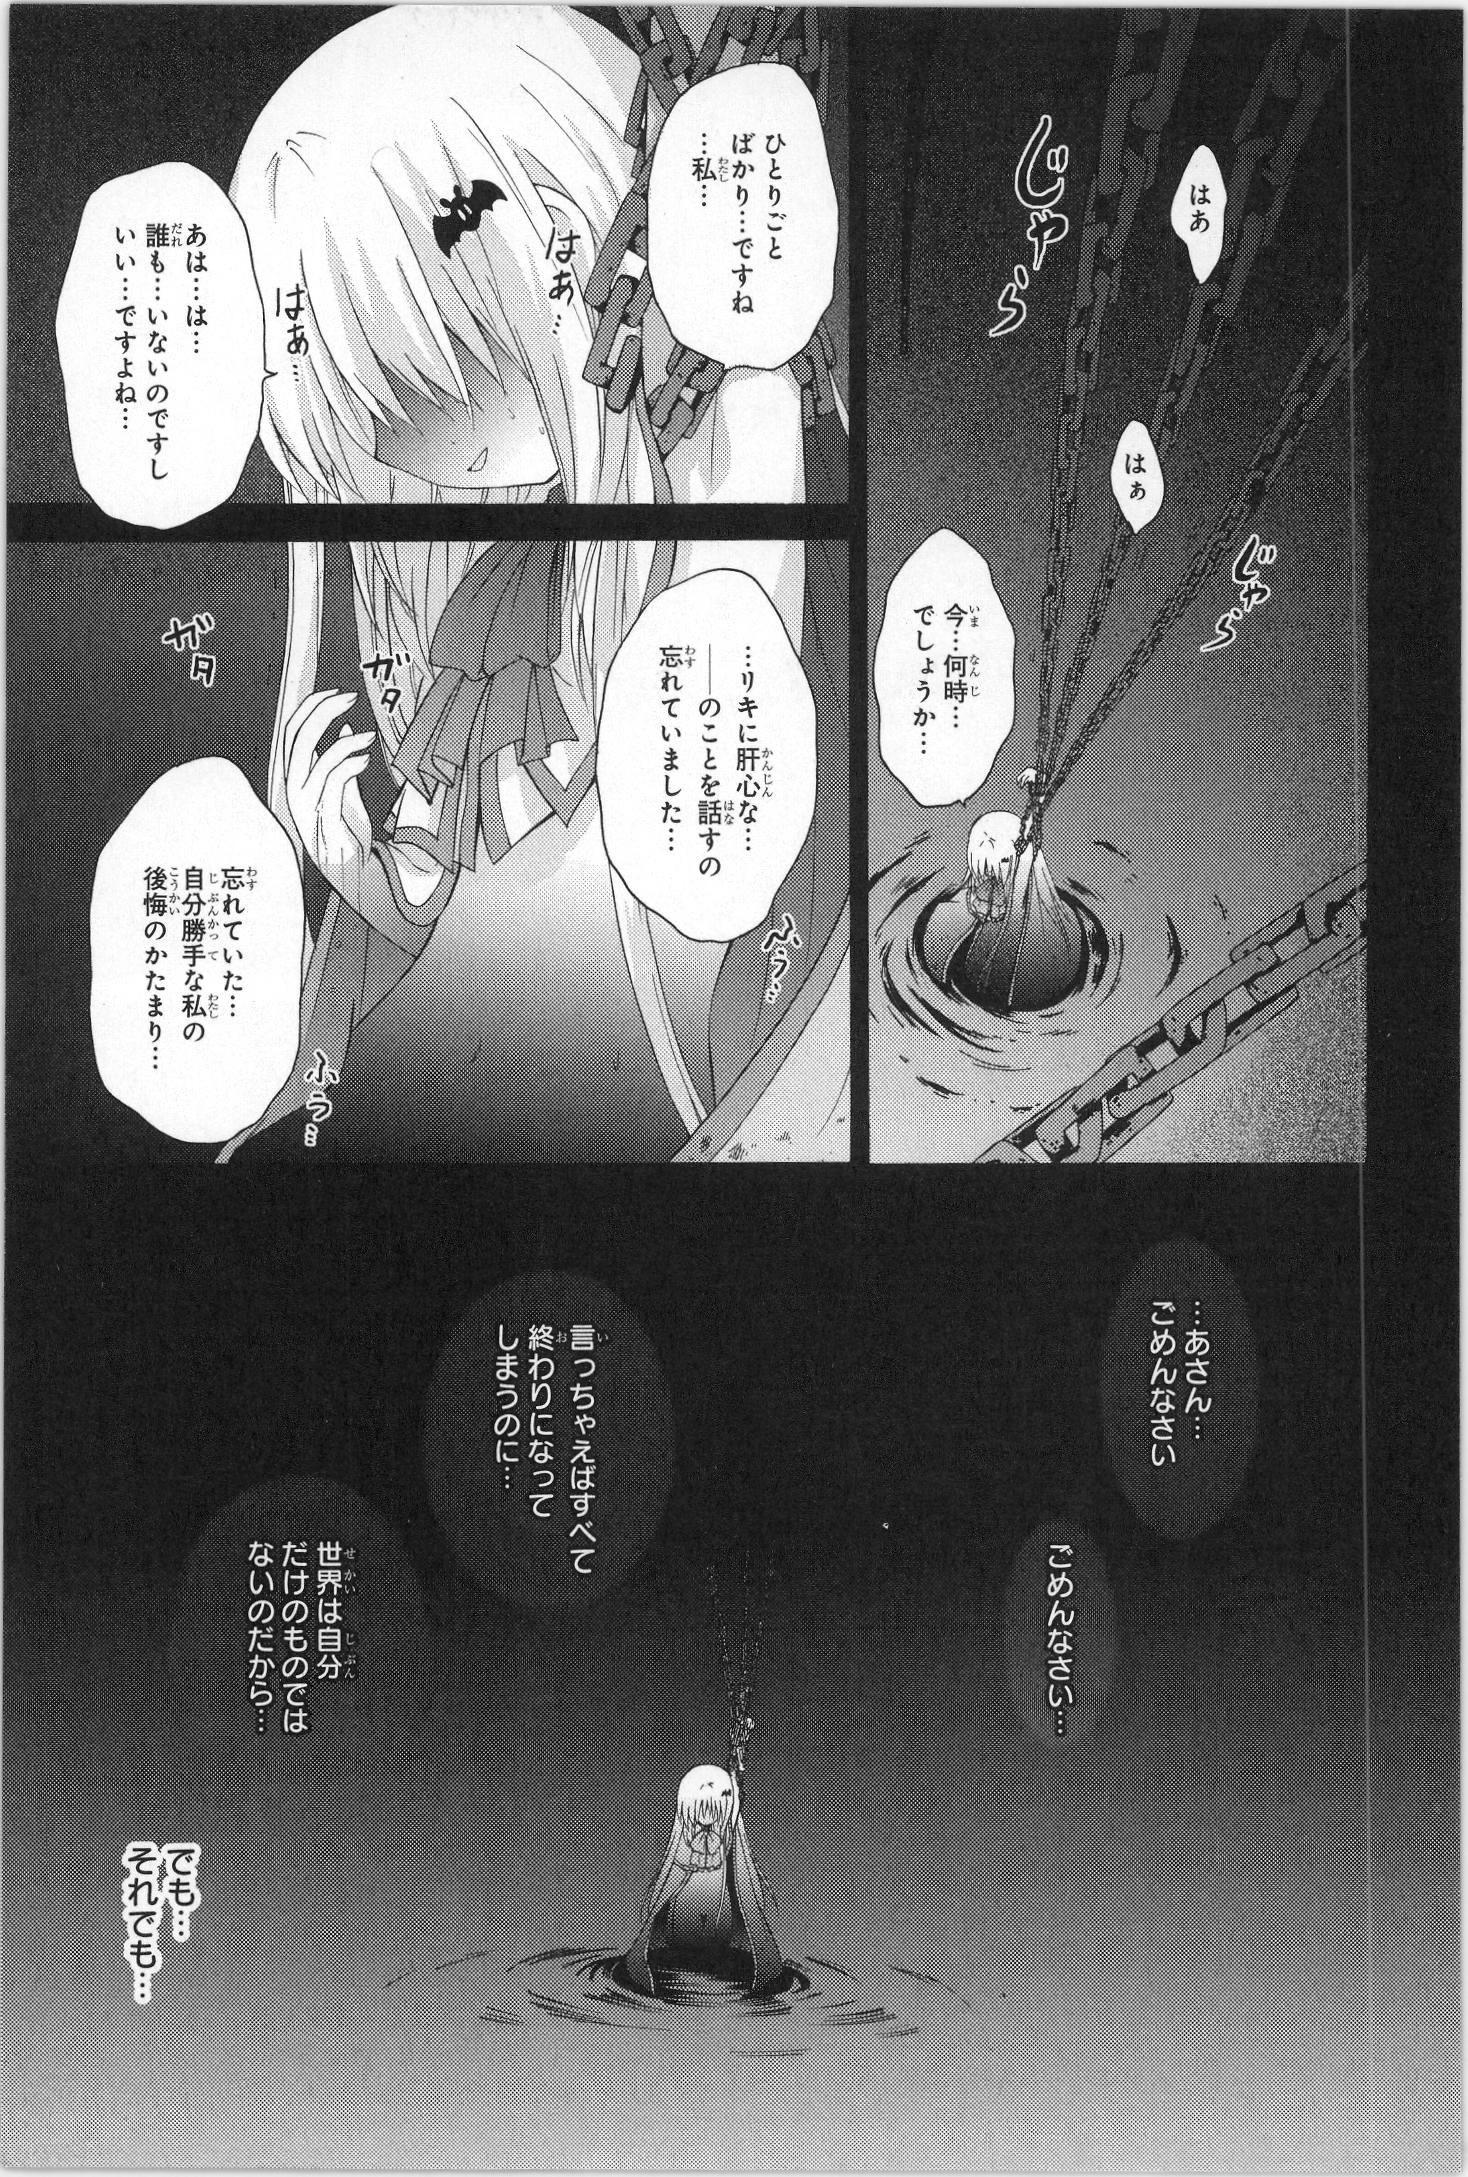 はあ
じゃら
はぁ
じゃら
今…何時…
でしょうか…
ひとりごと
ばかり…ですね
…私…
はぁ…
はぁ…
あは…は…
誰も…いないのですし
いい…ですよね…
…リキに肝心な…
――のことを話すの
忘れていました…
ふぅ…
ガタ
ガタ
忘れていた…
自分勝手な私の
後悔のかたまり…
ふぅ…
…あさん…
ごめんなさい
ごめんなさい…
言っちゃえばすべて
終わりになって
しまうのに…
世界は自分
だけのものでは
ないのだから…
でも…
それでも…